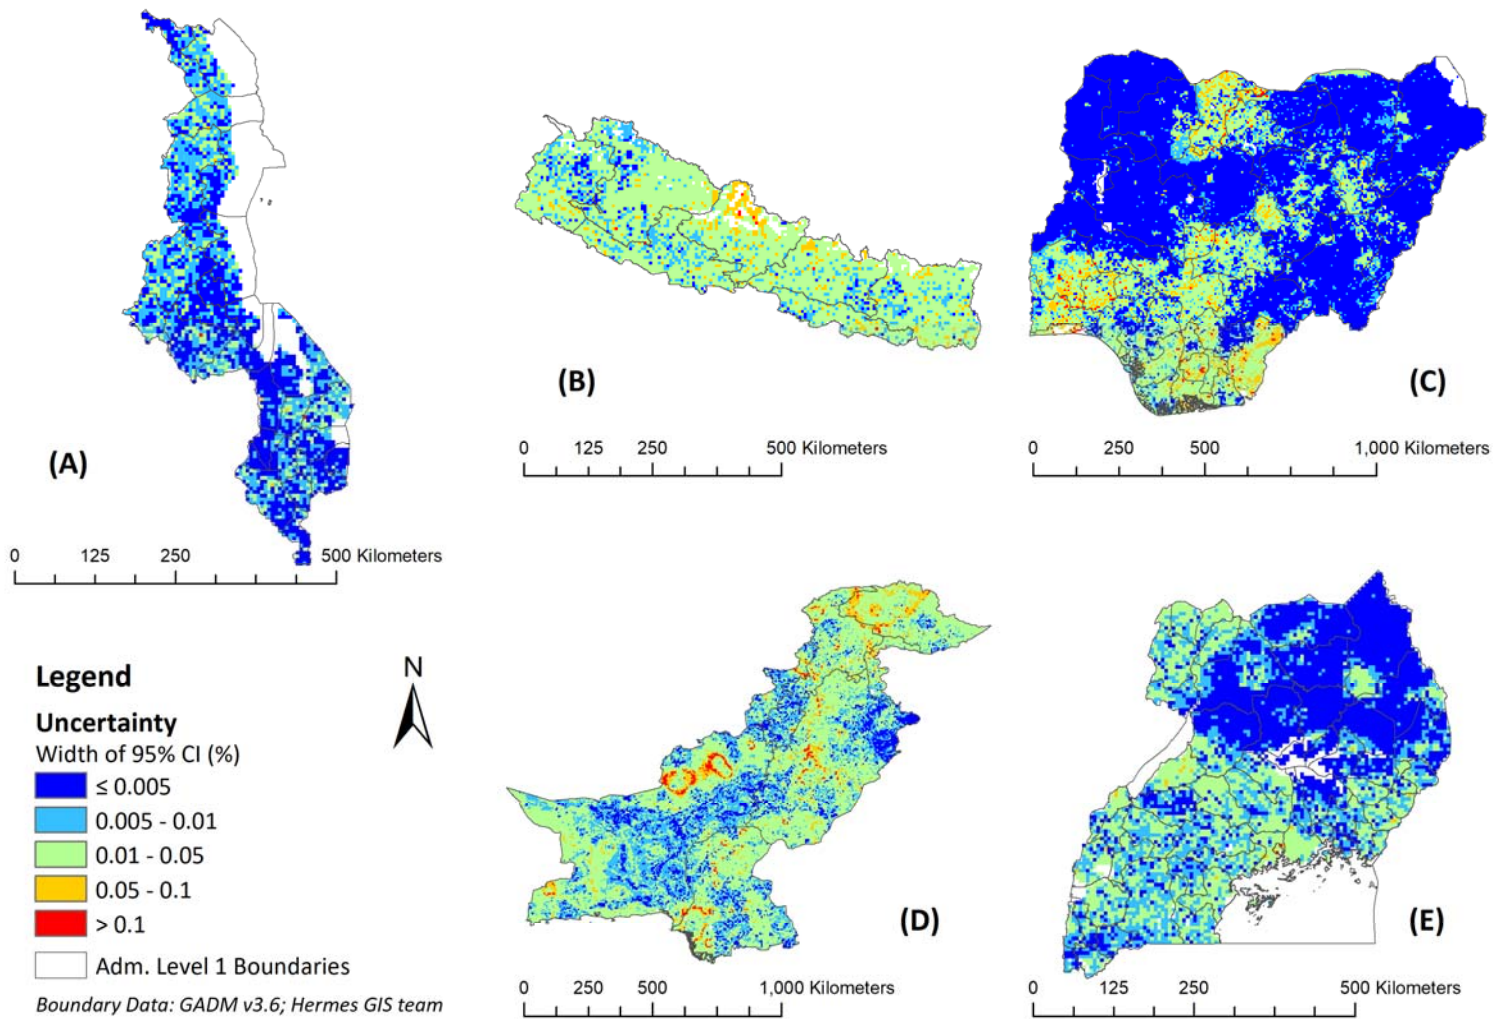 (A)
0 125 250 500 Kilometers
(B)
0 125 250 500 Kilometers
(C)
0 250 500 1,000 Kilometers
Legend
Uncertainty
Width of 95% CI (%)
≤ 0.005
0.005 - 0.01
0.01 - 0.05
0.05 - 0.1
> 0.1
Adm. Level 1 Boundaries
Boundary Data: GADM v3.6; Hermes GIS team
N
(D)
0 250 500 1,000 Kilometers
(E)
0 125 250 500 Kilometers